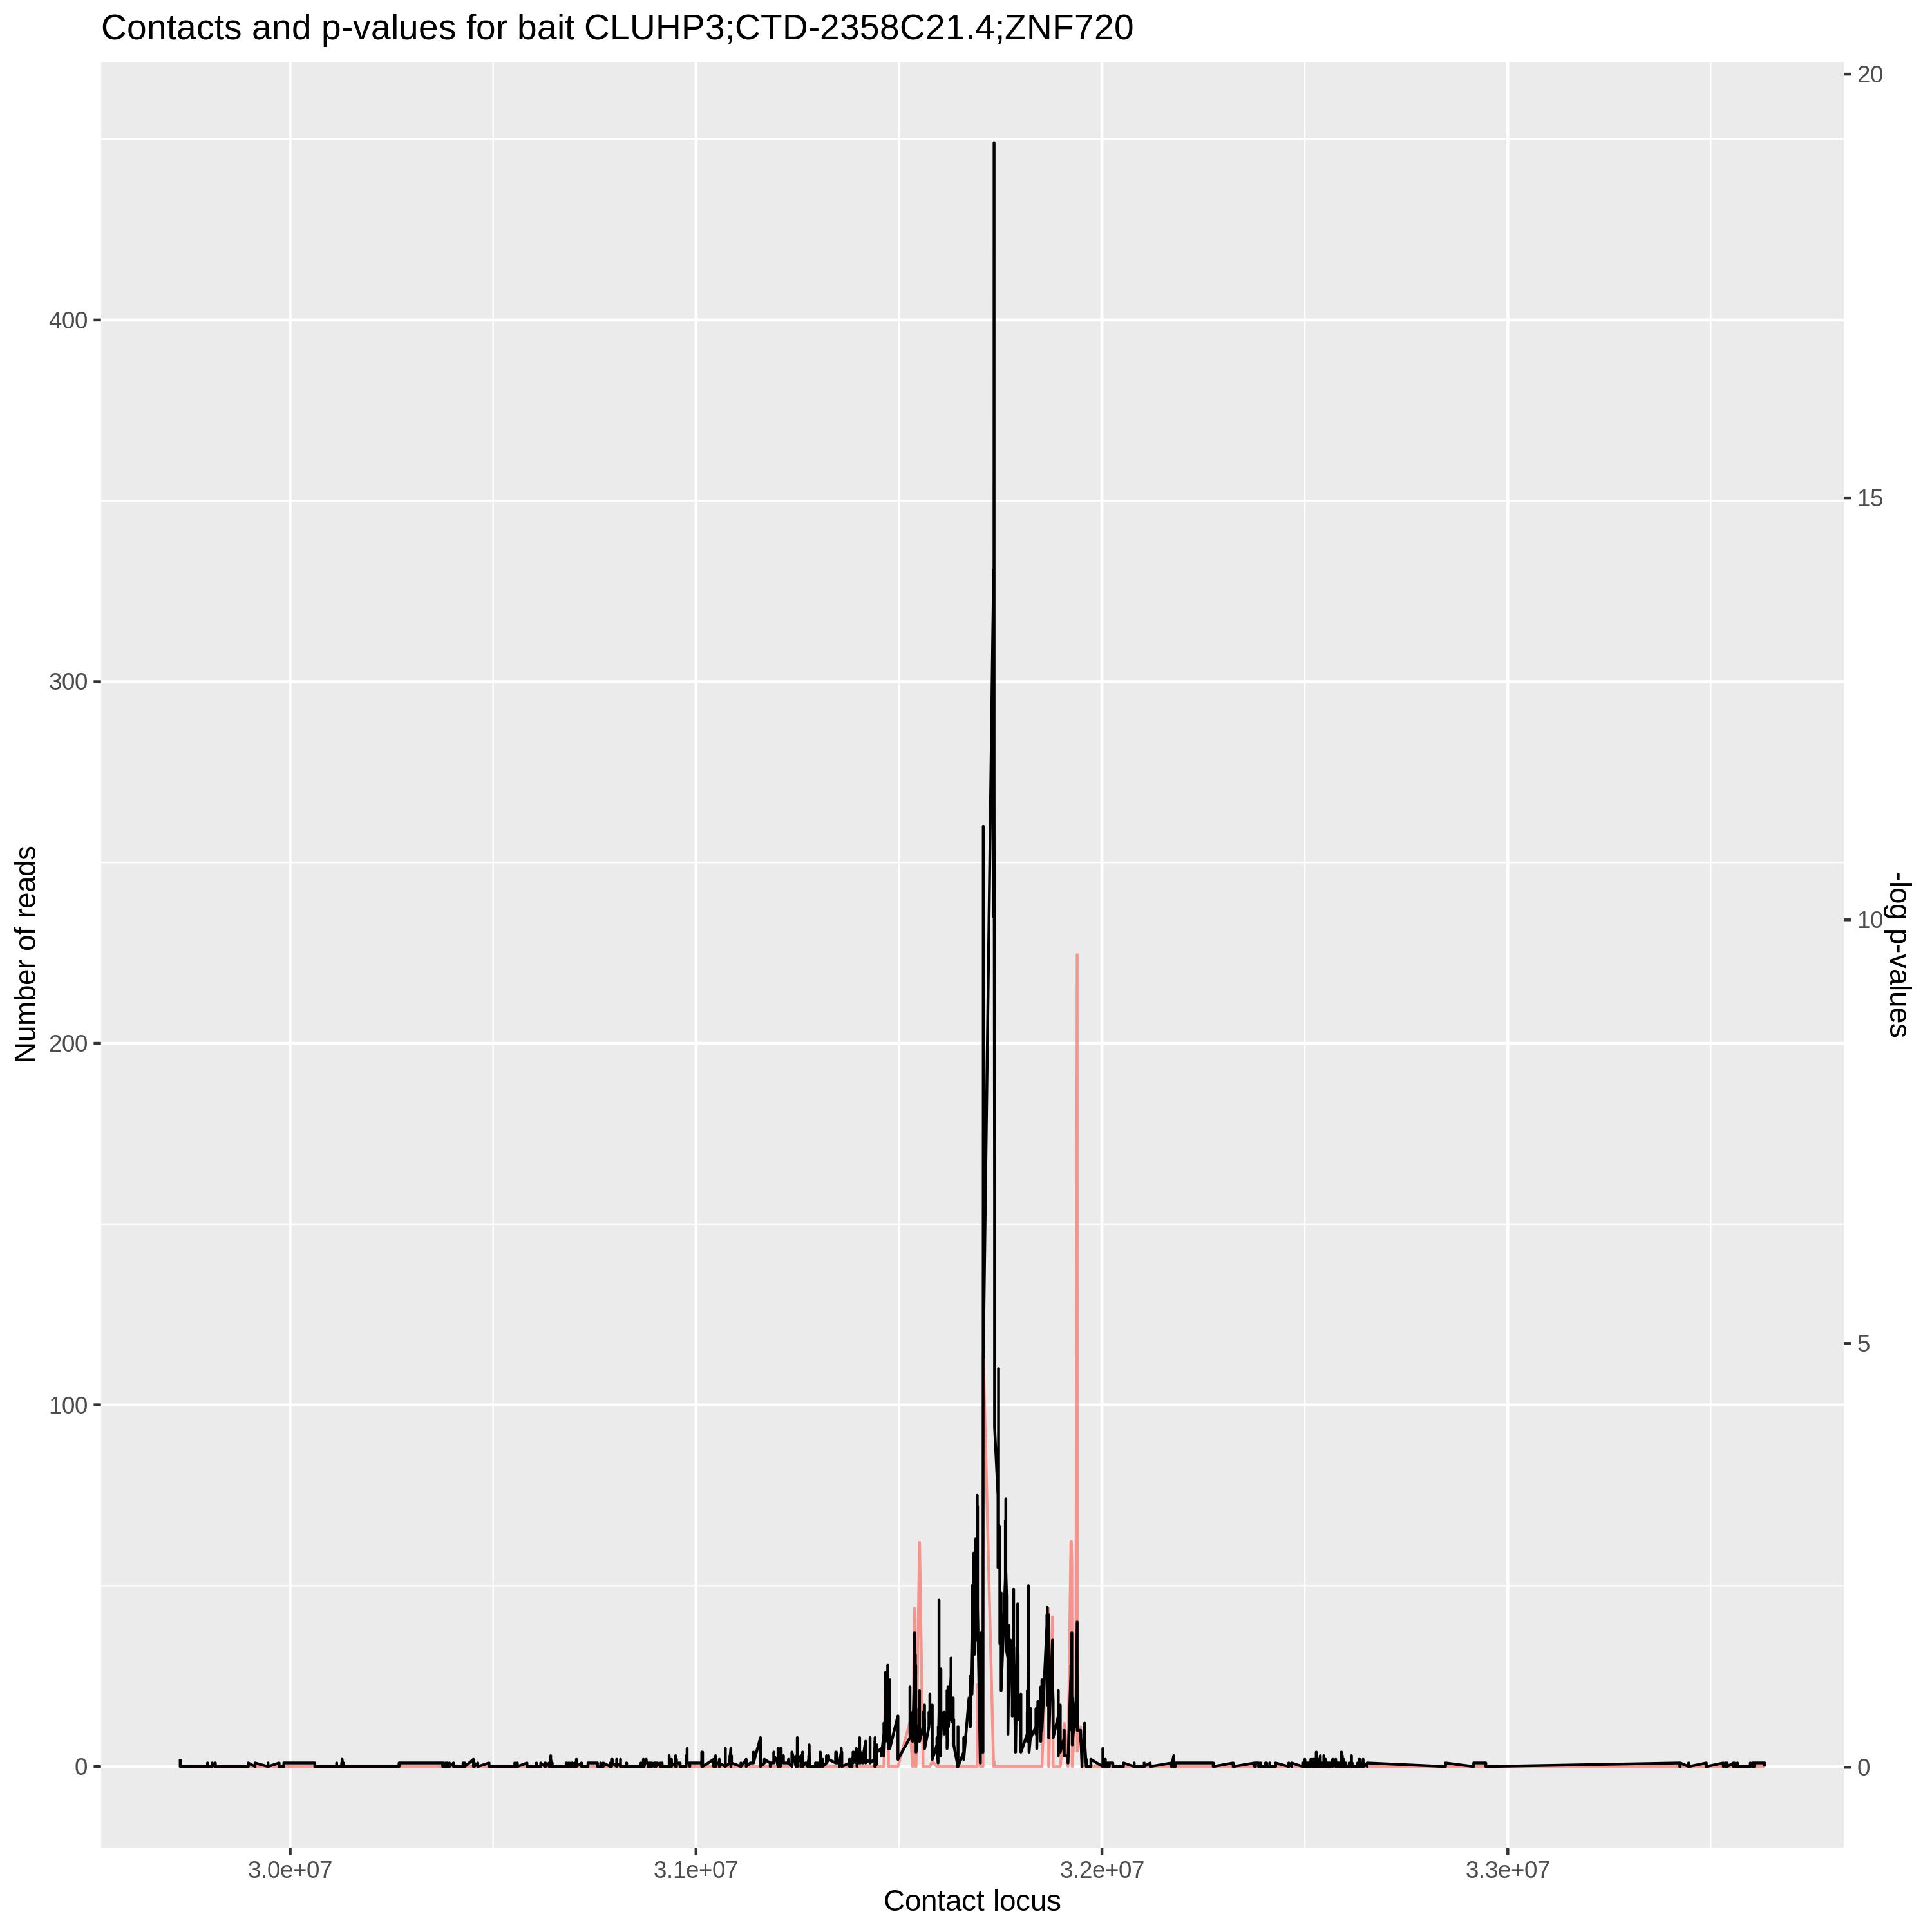 Contacts and p-values for bait CLUHP3;CTD-2358C21.4;ZNF720
Number of reads
400
300
200
100
0
20
15
10
5
0
-log p-values
3.0e+07 3.1e+07 3.2e+07 3.3e+07
Contact locus